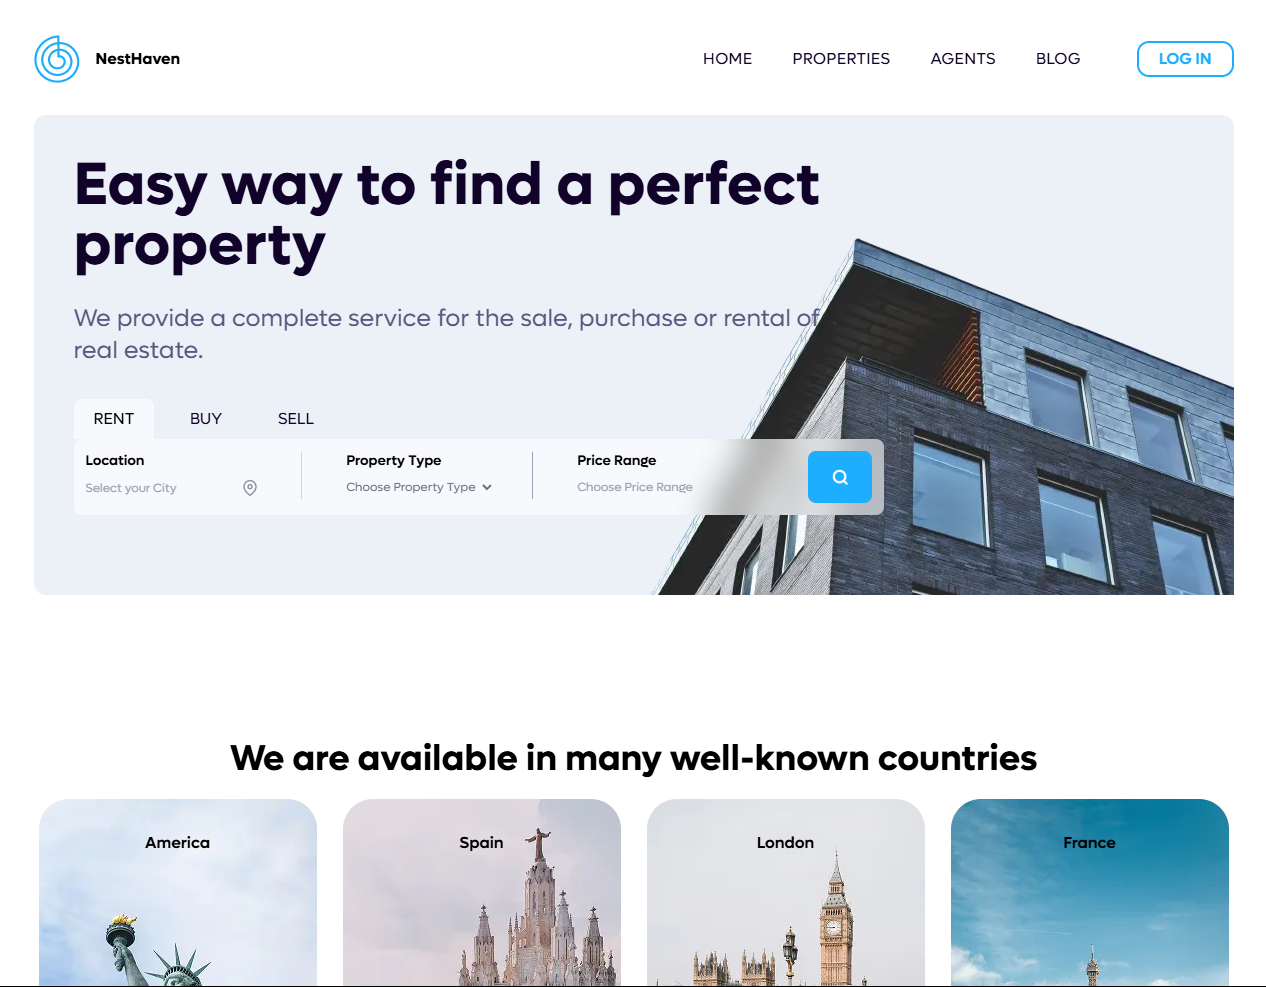 NestHaven
HOME
PROPERTIES
AGENTS
BLOG
LOG IN
Easy way to find a perfect
property
We provide a complete service for the sale, purchase or rental of
real estate.
RENT
BUY
SELL
Location
Select your City
Property Type
Choose Property Type
Price Range
Choose Price Range
We are available in many well-known countries
America
Spain
London
France